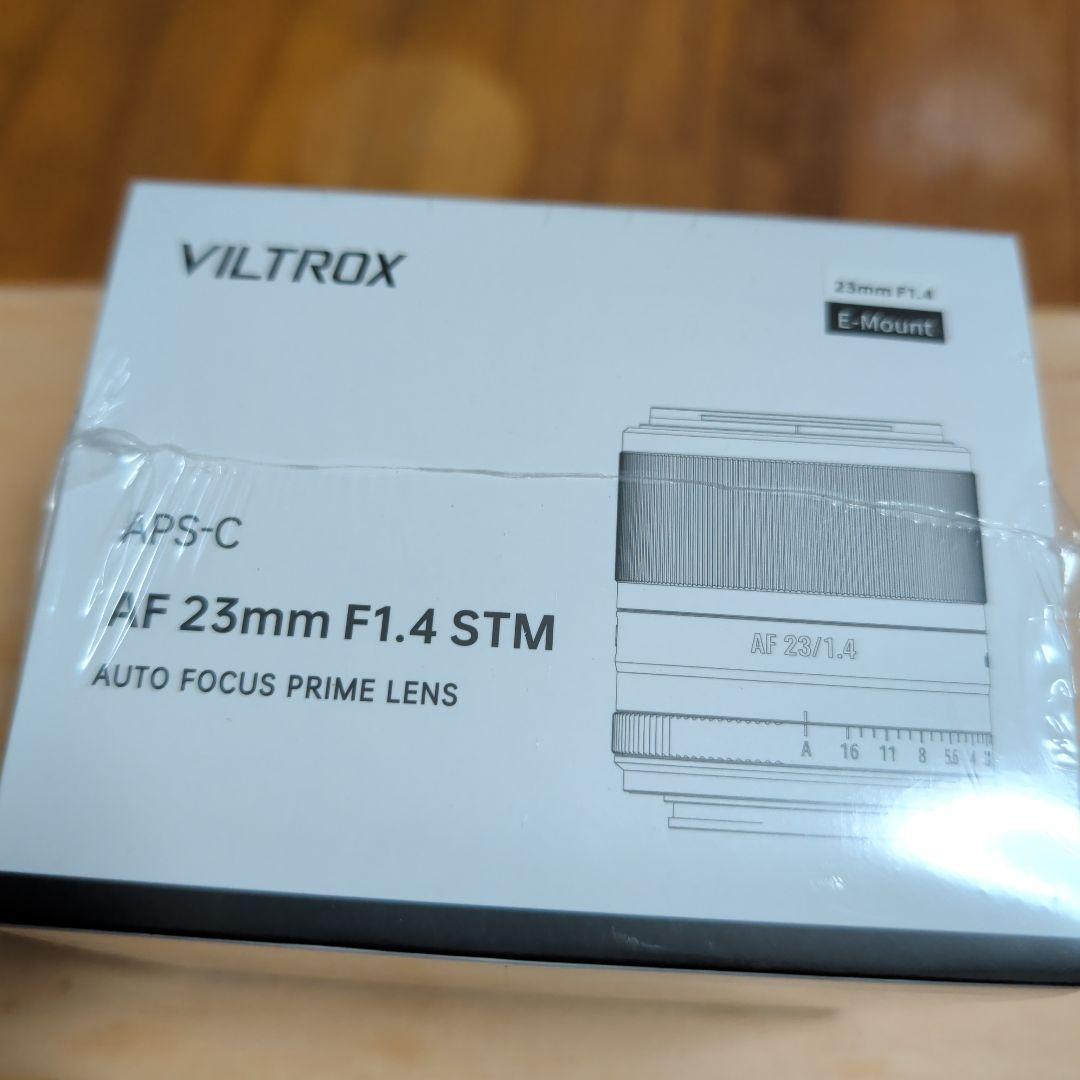 VILTROX
23mm F1.4
E-Mount
APS-C
AF 23mm F1.4 STM
AUTO FOCUS PRIME LENS
AF 23/1.4
A 16 11 8 5.6 4